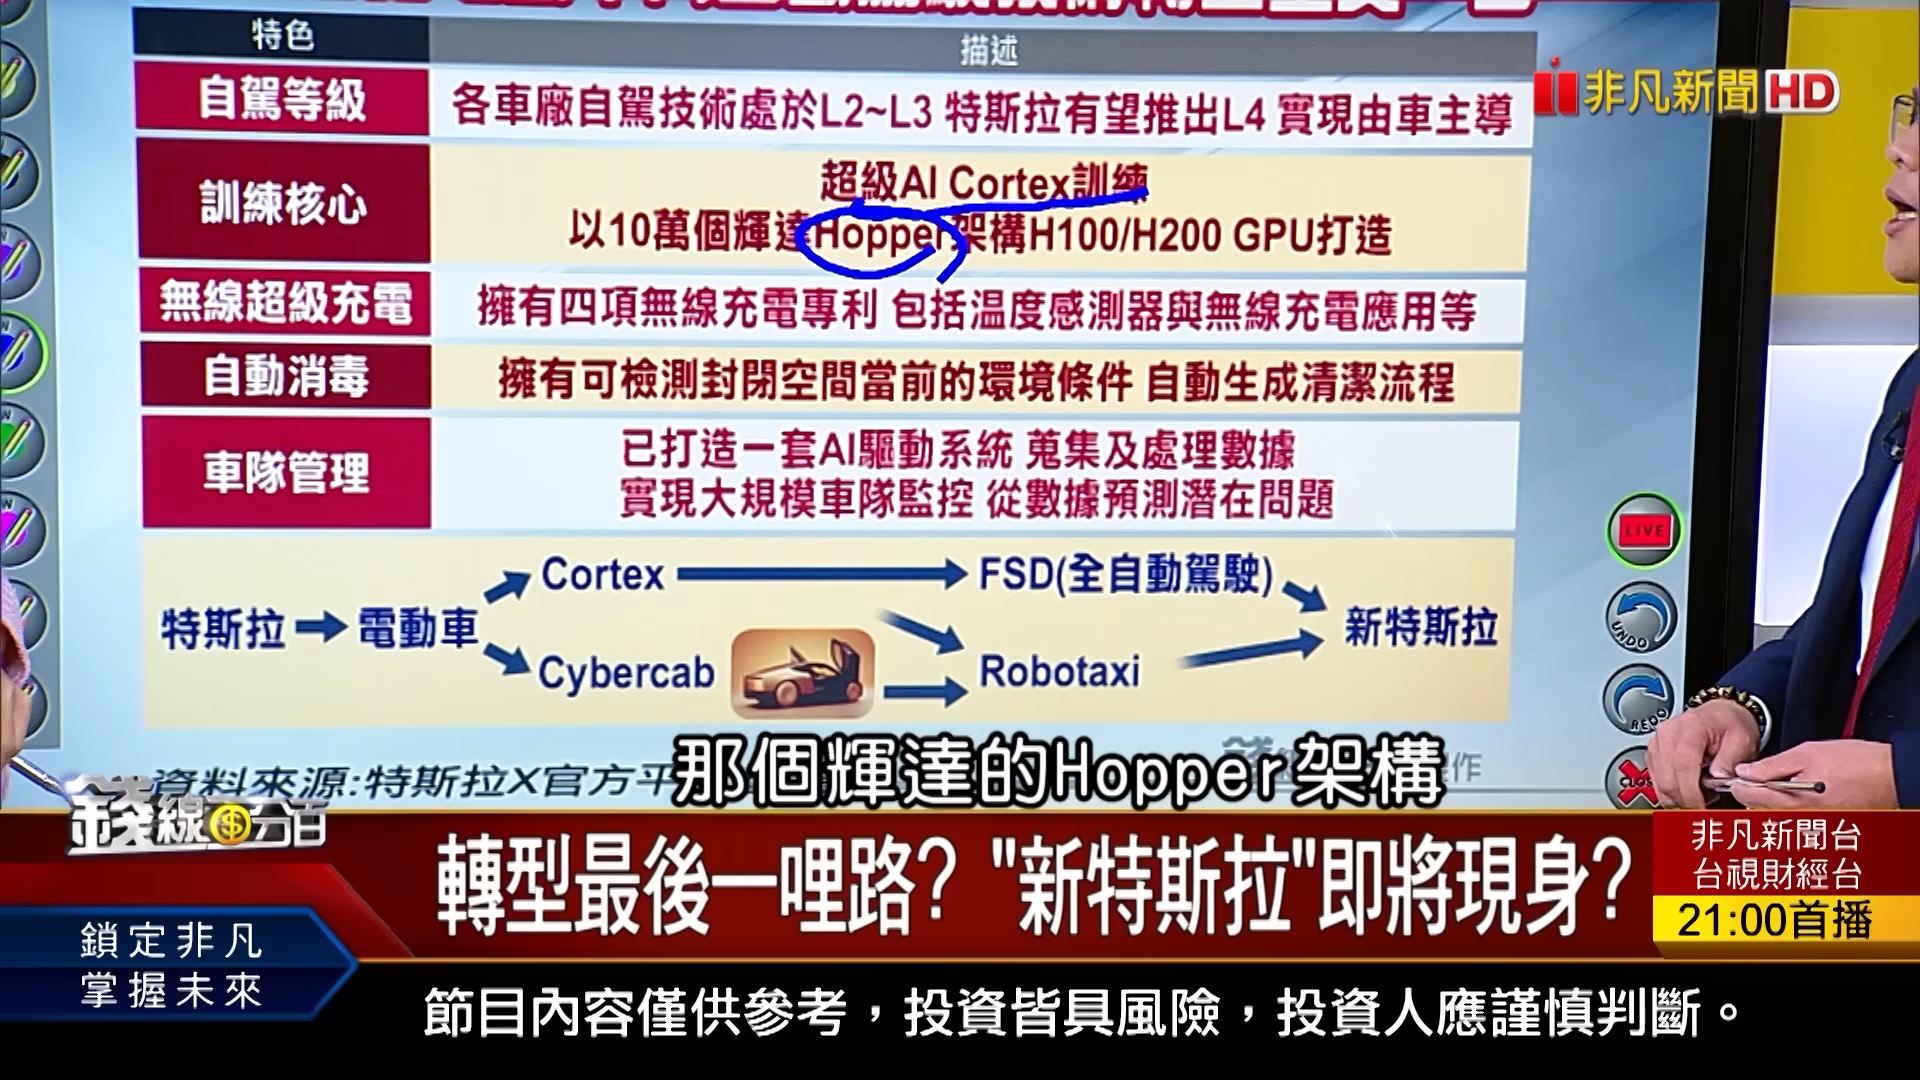 特色
描述
非凡新聞HD
自駕等級
各車廠自駕技術處於L2~L3 特斯拉有望推出L4 實現由車主導
訓練核心
超級AI Cortex訓練
以10萬個輝達Hopper架構H100/H200 GPU打造
無線超級充電
擁有四項無線充電專利 包括温度感測器與無線充電應用等
自動消毒
擁有可檢測封閉空間當前的環境條件 自動生成清潔流程
車隊管理
已打造一套AI驅動系統 蒐集及處理數據
實現大規模車隊監控 從數據預測潛在問題
LIVE
Cortex
FSD(全自動駕駛)
特斯拉
電動車
新特斯拉
Cybercab
Robotaxi
UNDO
REDO
資料來源:特斯拉X官方平
那個輝達的Hopper架構
錢線百分百
轉型最後一哩路? "新特斯拉"即將現身?
非凡新聞台
台視財經台
21:00首播
鎖定非凡
掌握未來
節目內容僅供參考，投資皆具風險，投資人應謹慎判斷。